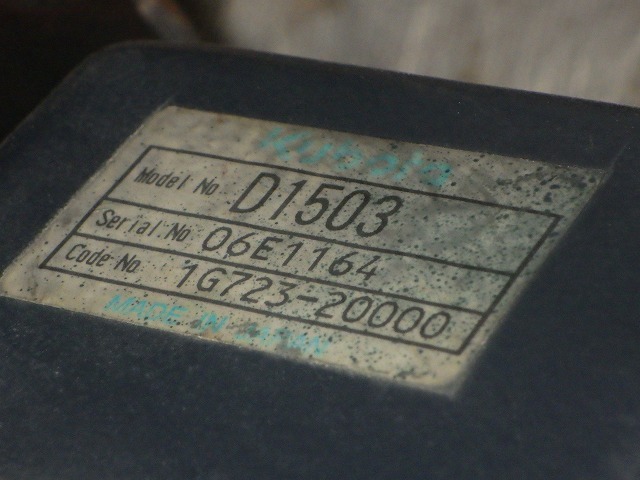 Kubota
Model No. D1503
Serial.No 06E1164
Code No. 1G723-20000
MADE IN JAPAN